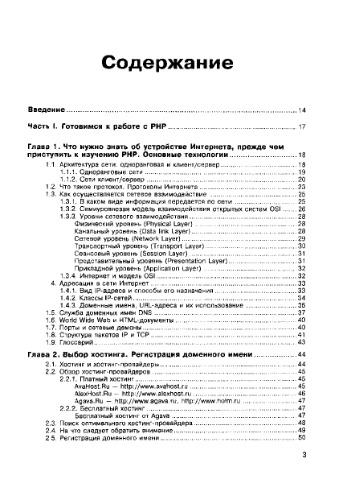 Содержание
Введение 14
Часть I. Готовимся к работе с PHP 17
Глава 1. Что нужно знать об устройстве Интернета, прежде чем
приступить к изучению PHP. Основные технологии 18
1.1. Архитектура сети: одноранговая и клиент/сервер 18
1.1.1. Одноранговые сети 19
1.1.2. Сети клиент/сервер 20
1.2. Что такое протокол. Протоколы Интернета 23
1.3. Как осуществляется сетевое взаимодействие 25
1.3.1. В каком виде информация передается по сети 25
1.3.2. Семиуровневая модель взаимодействия открытых систем OSI 26
1.3.3. Уровни сетевого взаимодействия 28
Физический уровень (Physical Layer) 28
Канальный уровень (Data link Layer) 28
Сетевой уровень (Network Layer) 29
Транспортный уровень (Transport Layer) 30
Сеансовый уровень (Session Layer) 31
Представительный уровень (Presentation Layer) 31
Прикладной уровень (Application Layer) 32
1.3.4. Интернет и модель OSI 32
4. Адресация в сети Интернет 33
1.4.1. Вид IP-адреса и способы его назначения 33
1.4.2. Классы IP-сетей 34
1.4.3. Доменные имена, URL-адреса и их использование 36
1.5. Служба доменных имен DNS 37
1.6. World Wide Web и HTML-документы 40
1.7. Порты и сетевые демоны 40
1.8. Структура пакетов IP и TCP 41
1.9. Глоссарий 43
Глава 2. Выбор хостинга. Регистрация доменного имени 44
2.1. Хостинг и хостинг-провайдеры 44
2.2. Обзор хостинг-провайдеров 45
2.2.1. Платный хостинг 45
AvaHost.Ru — http://www.avahost.ru 45
AlexHost.Ru — http://www.alexhost.ru 46
Agava.Ru — http://www.agava.ru, http://www.holm.ru 47
2.2.2. Бесплатный хостинг 47
Бесплатный хостинг от Agava 47
2.3. Поиск оптимального хостинг-провайдера 48
2.4. На что следует обратить внимание 49
2.5. Регистрация доменного имени 50
3